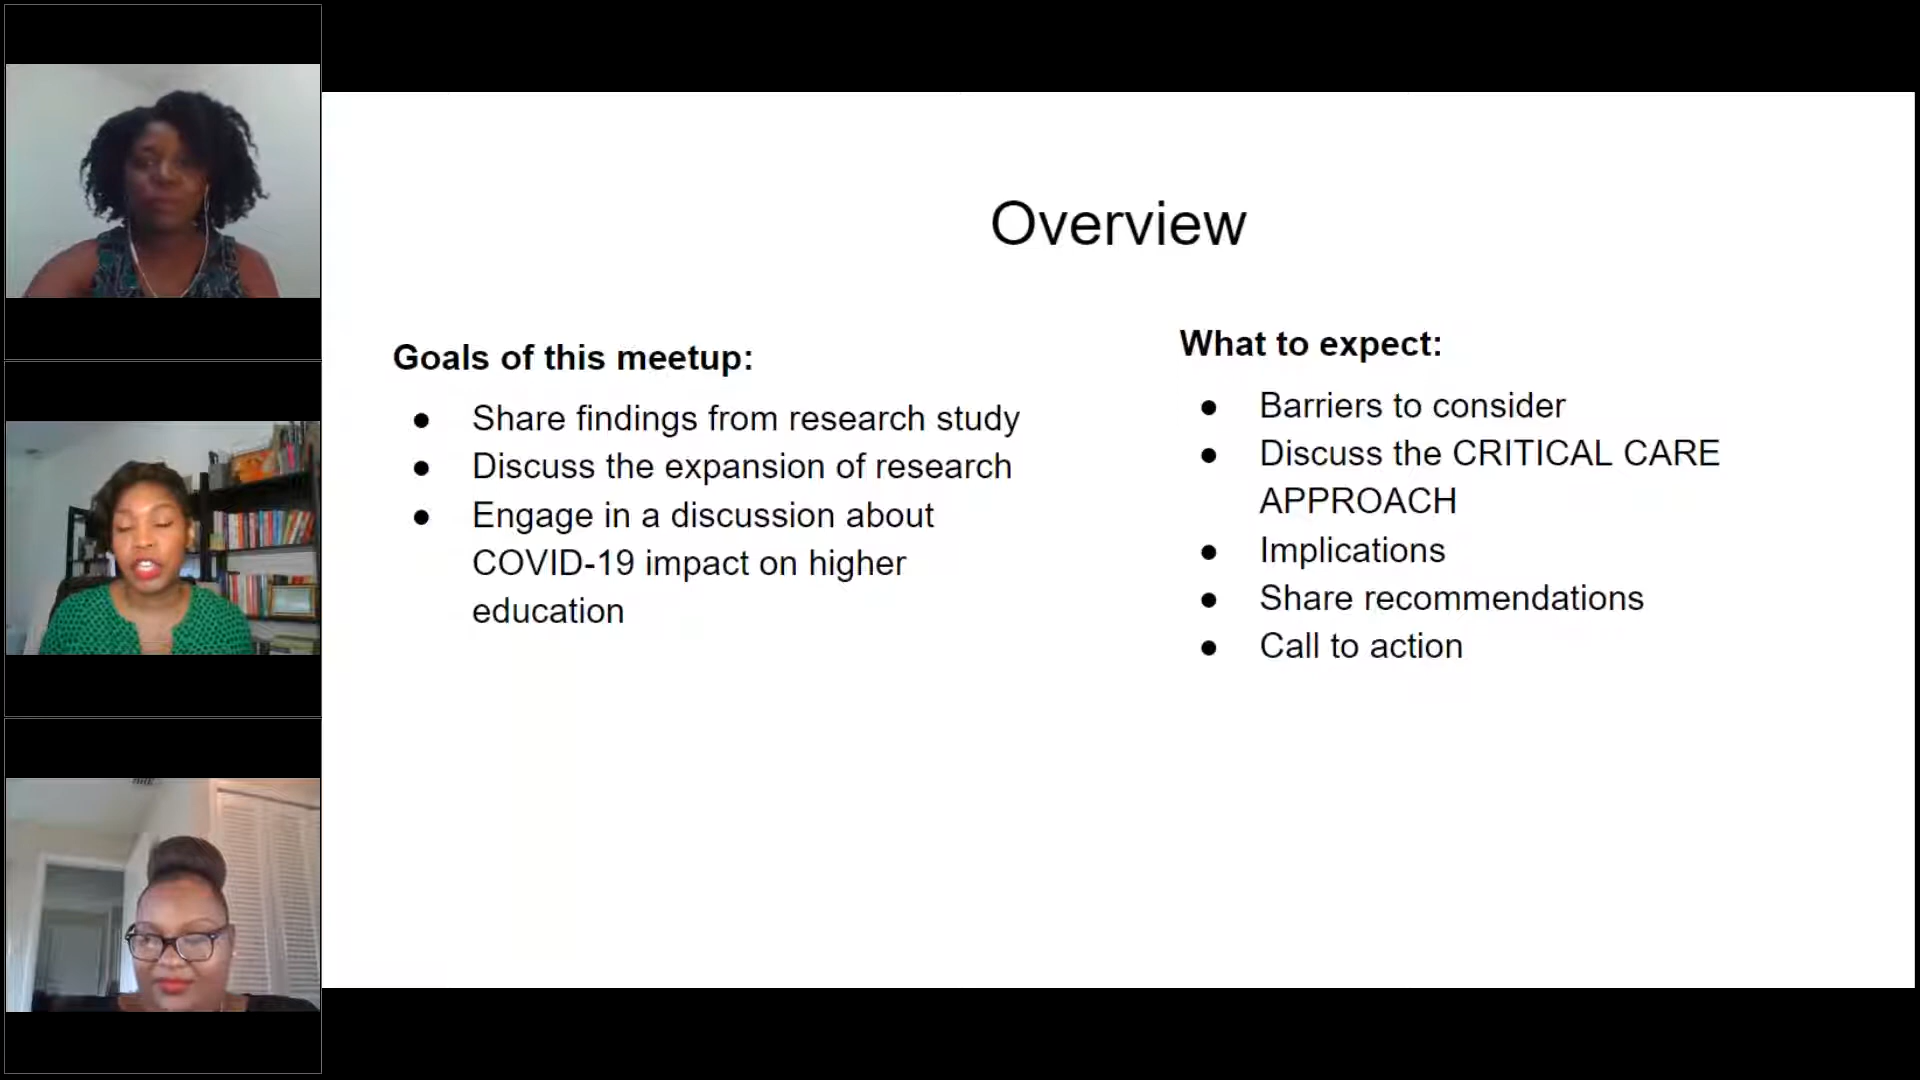 Overview
Goals of this meetup:
● Share findings from research study
● Discuss the expansion of research
● Engage in a discussion about
COVID-19 impact on higher
education
What to expect:
● Barriers to consider
● Discuss the CRITICAL CARE
APPROACH
● Implications
● Share recommendations
● Call to action